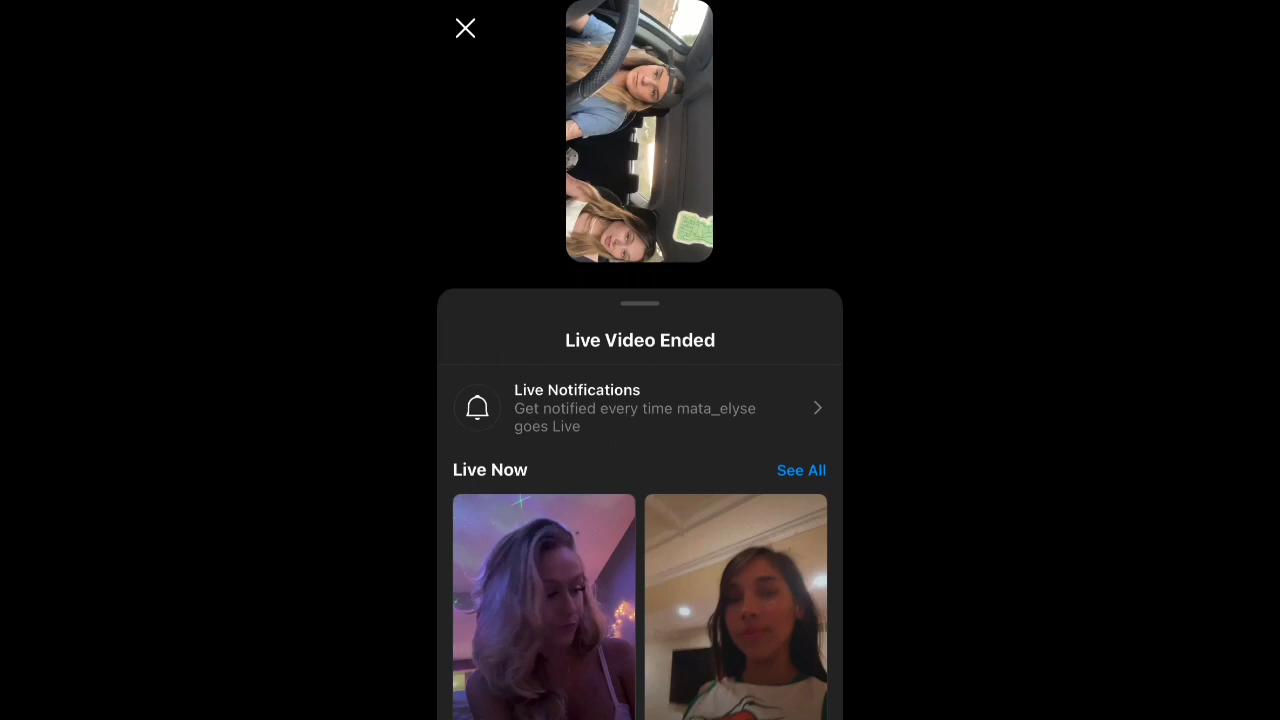 Live Video Ended
Live Notifications
Get notified every time mata_elyse
goes Live
Live Now
See All